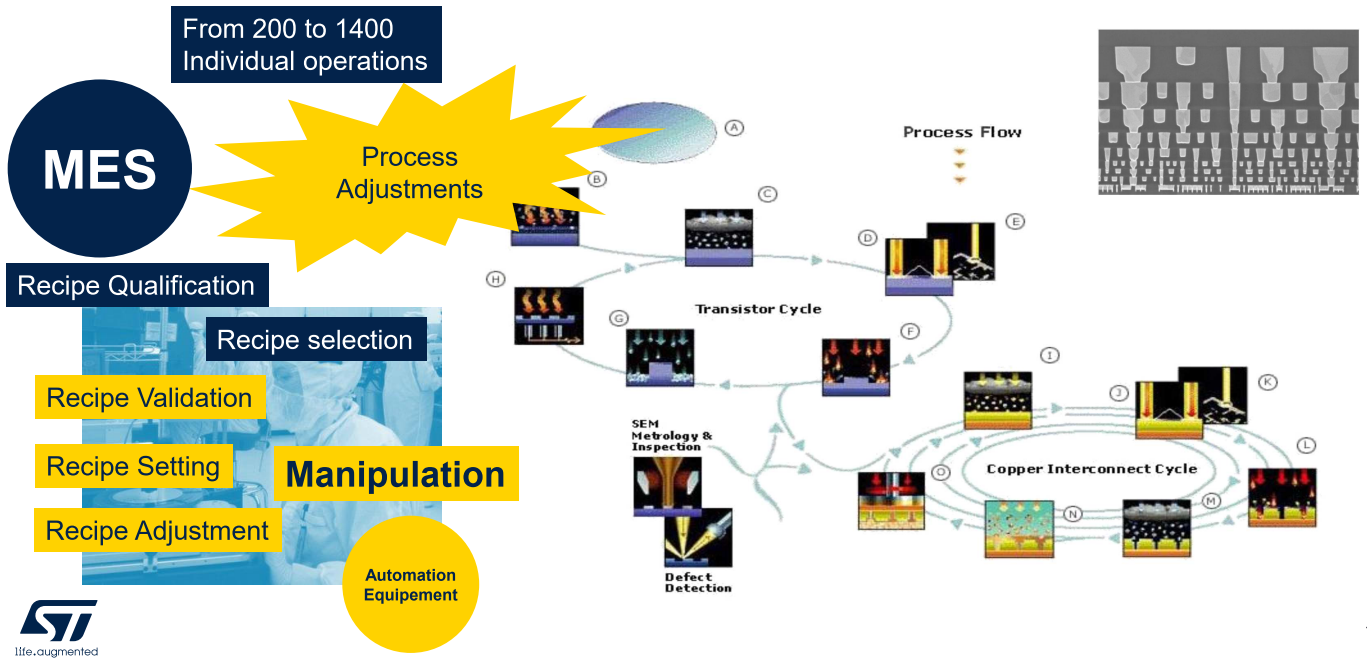 From 200 to 1400
Individual operations
MES
Process
Adjustments
Recipe Qualification
Recipe selection
Recipe Validation
Recipe Setting
Manipulation
Recipe Adjustment
Automation
Equipement
ST
life.augmented
Process Flow
A
B
C
D
E
H
Transistor Cycle
G
F
I
J
K
SEM
Metrology &
Inspection
L
O
Copper Interconnect Cycle
N
M
Defect
Detection